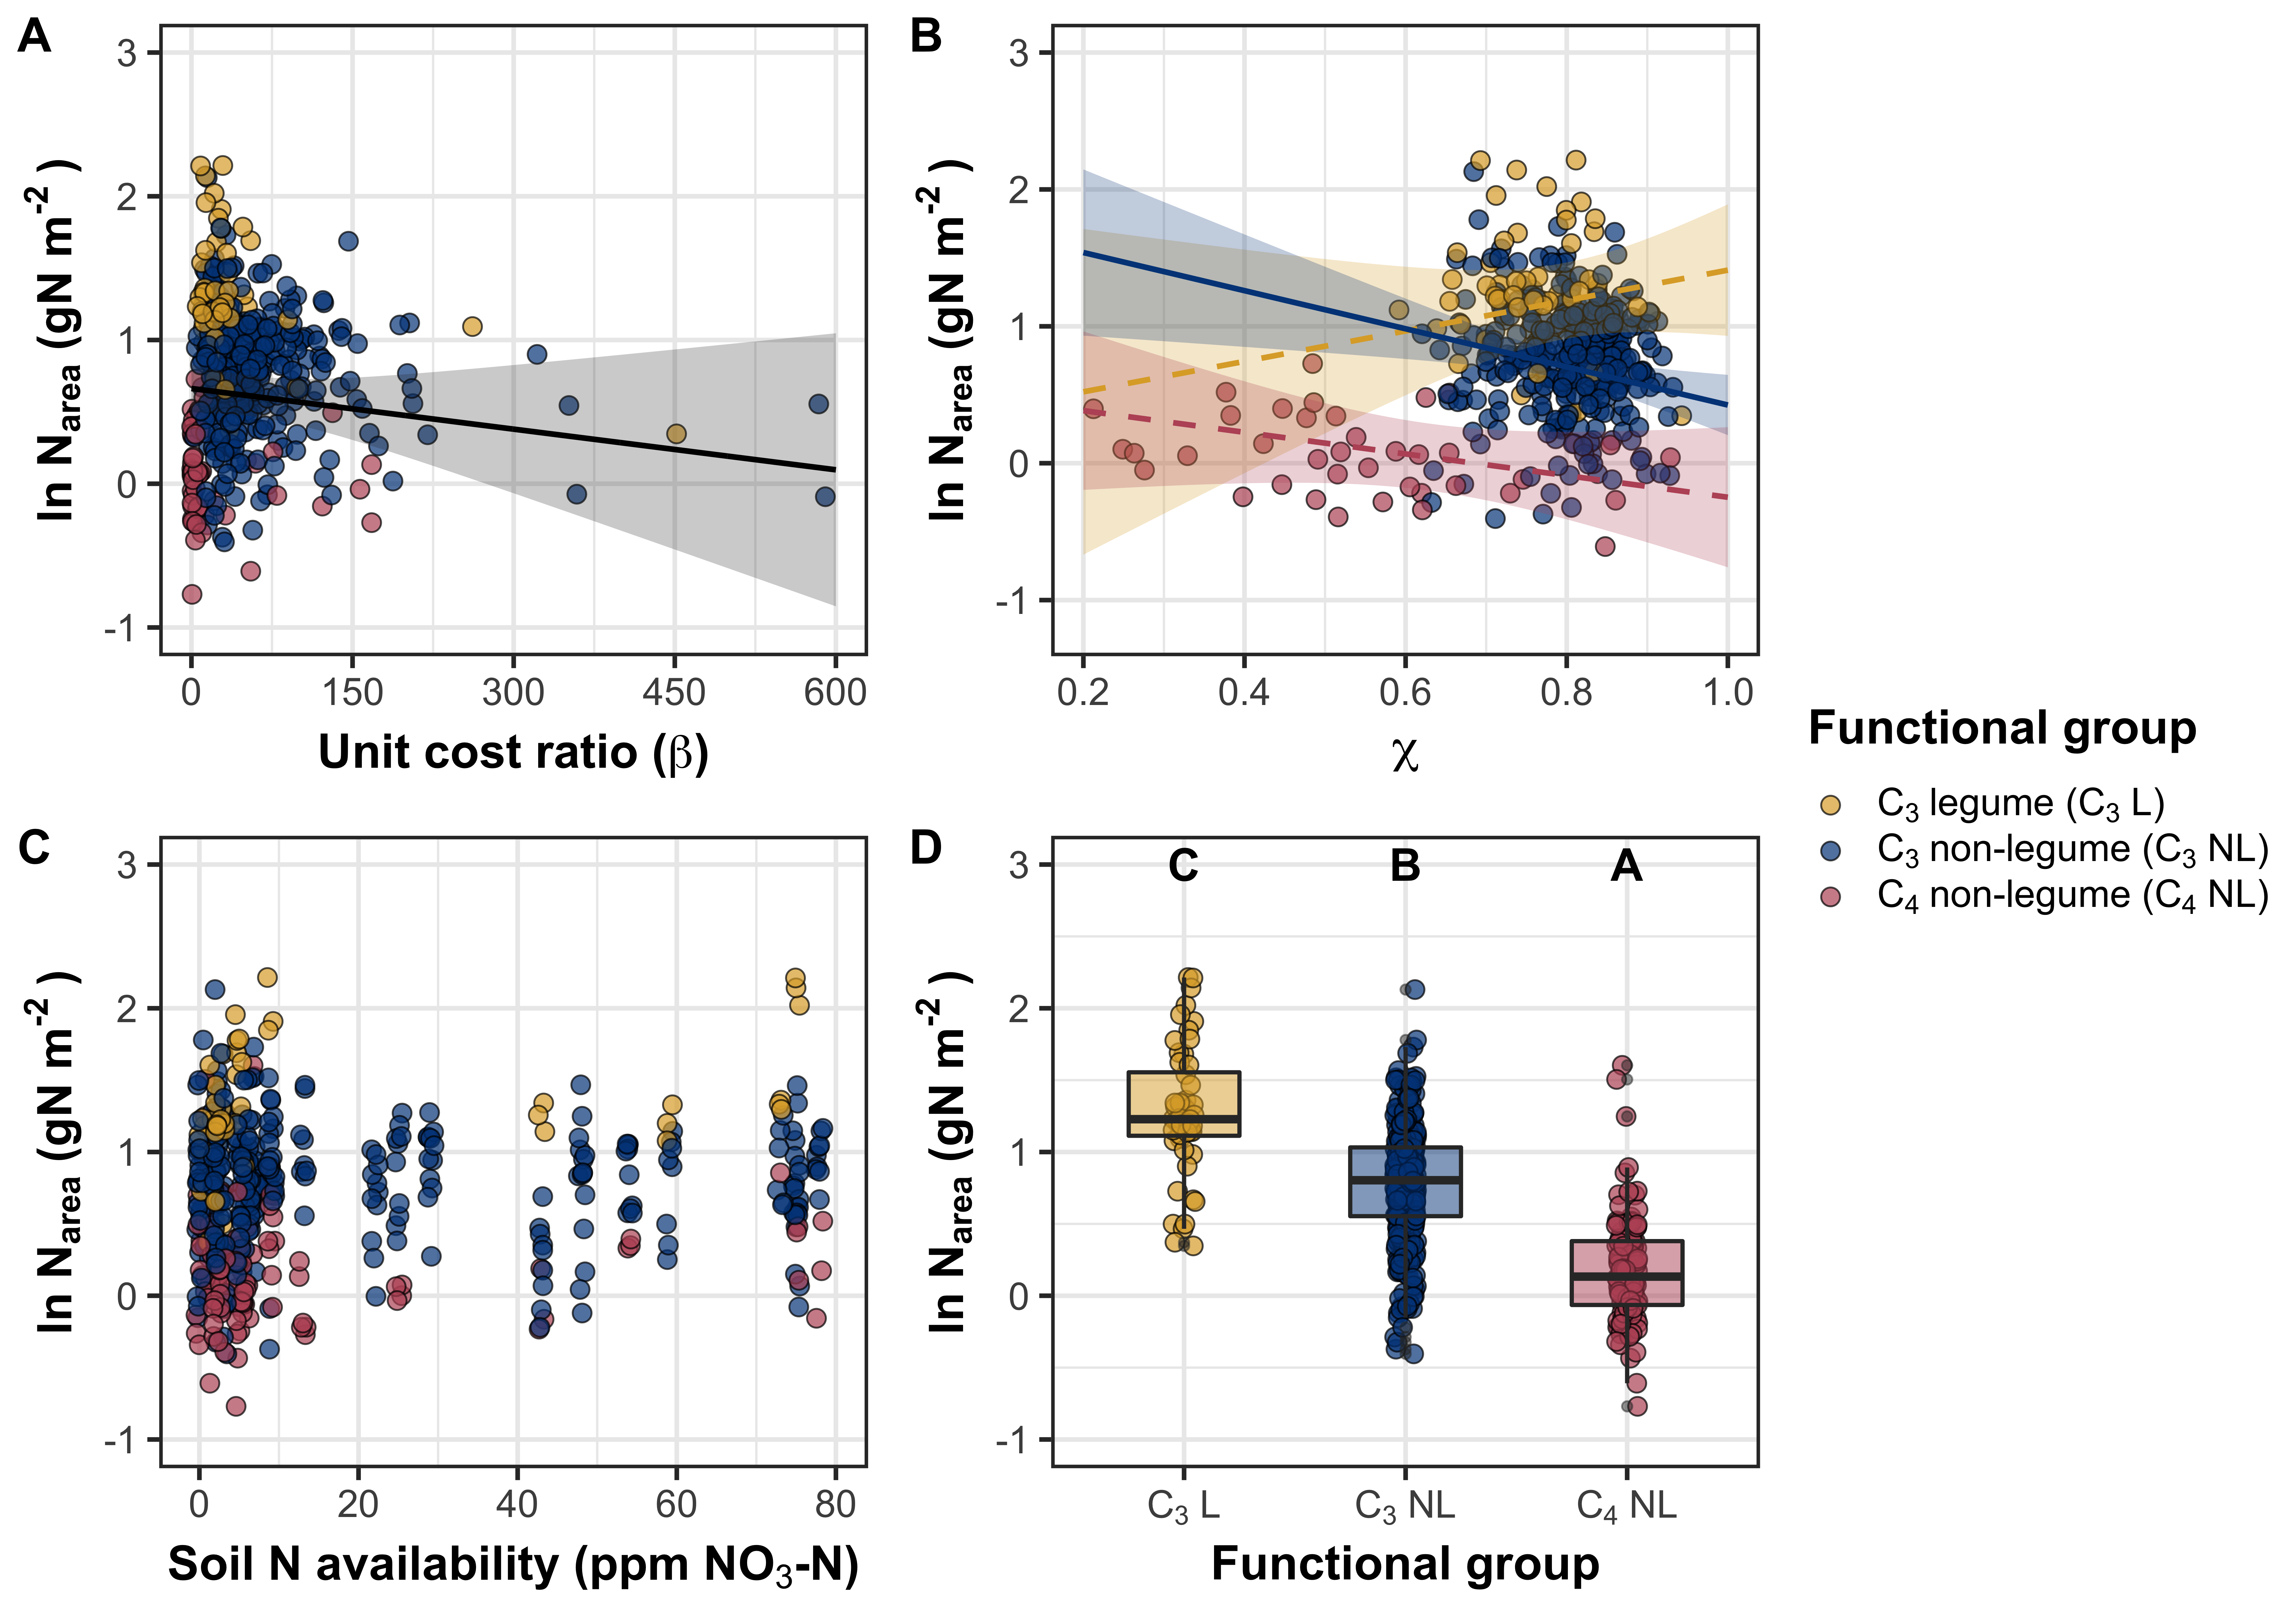 A
3
2
1
0
-1
ln N_area (gN m^-2)
0 150 300 450 600
Unit cost ratio (β)
B
3
2
1
0
-1
ln N_area (gN m^-2)
0.2 0.4 0.6 0.8 1.0
χ
C
3
2
1
0
-1
ln N_area (gN m^-2)
0 20 40 60 80
Soil N availability (ppm NO₃-N)
D
C B A
3
2
1
0
-1
ln N_area (gN m^-2)
C₃ L C₃ NL C₄ NL
Functional group
Functional group
C₃ legume (C₃ L)
C₃ non-legume (C₃ NL)
C₄ non-legume (C₄ NL)